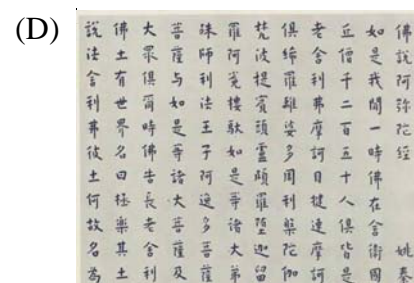 (D)
佛說阿弥陀經 姚秦
如是我聞一時佛在舍衛國
丘僧千二百五十人俱皆是
老舍利弗摩訶目揵連摩訶
俱絺羅離婆多周利槃陀伽
梵波提賓頭盧頗羅墮迦留
羅阿㝹樓馱如是等諸大弟
殊師利法王子阿逸多菩薩
菩薩与如是等諸大菩薩及
大眾俱爾時佛告長老舍利
佛土有世界名曰極樂其土
說法舍利弗彼土何故名為